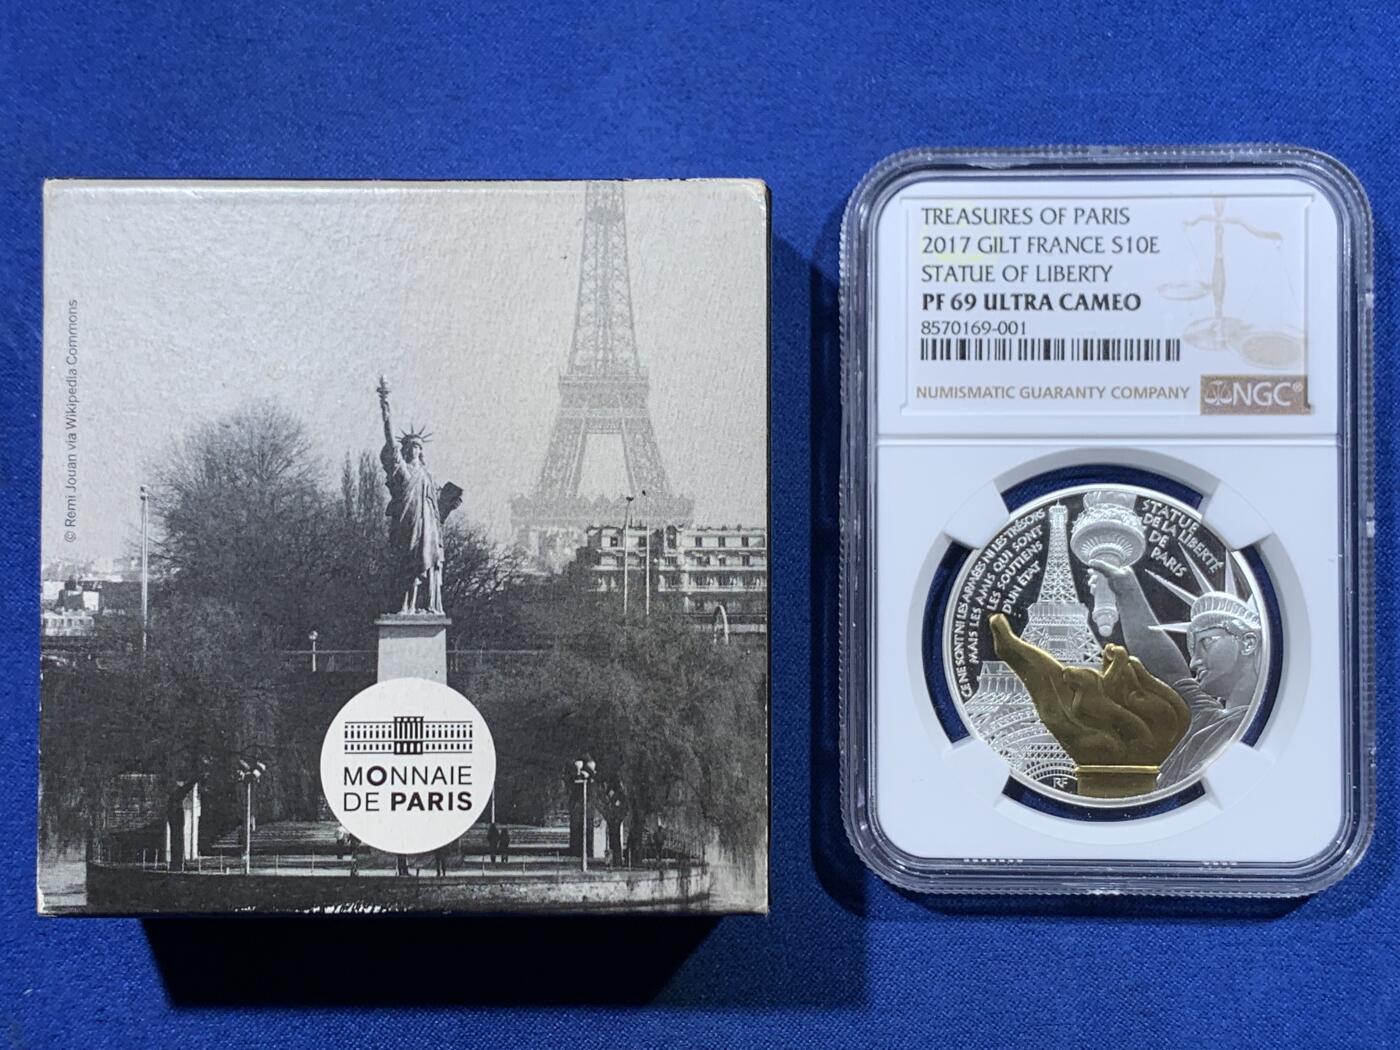 © Remi Jouan via Wikipedia Commons
MONNAIE
DE PARIS
TREASURES OF PARIS
2017 GILT FRANCE S10E
STATUE OF LIBERTY
PF 69 ULTRA CAMEO
8570169-001
NUMISMATIC GUARANTY COMPANY
NGC®
CE NE SONT NI LES ARMÉES NI LES TRÉSORS
MAIS LES AMIS QUI SONT
LES SOUTIENS
D'UN ÉTAT
STATUE
DE LA LIBERTÉ
DE
PARIS
RF